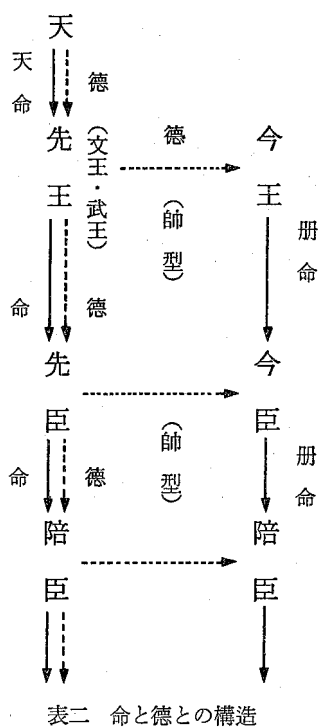 天
天命
德
先王
(文王・武王)
德
(帥型)
今王
命
德
册命
先臣
(帥型)
今臣
命
德
册命
陪臣
陪臣
表二 命と德との構造